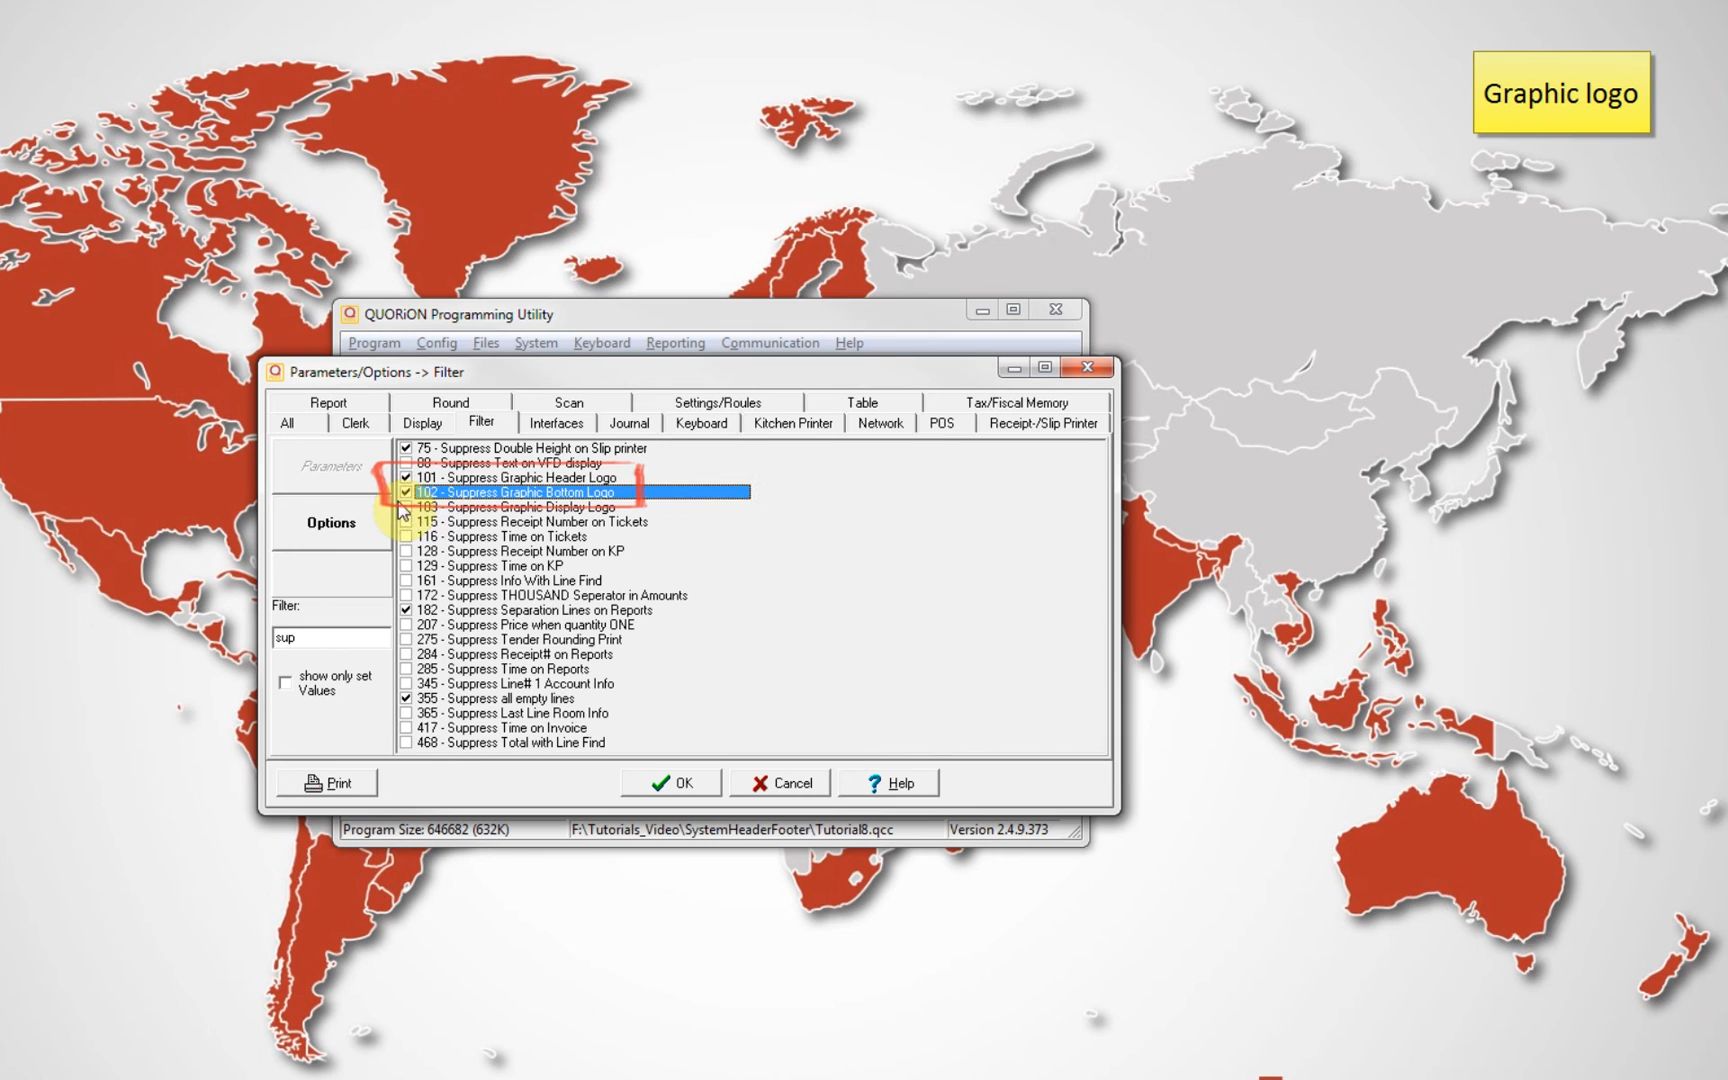 Graphic logo
QUORiON Programming Utility
Program Config Files System Keyboard Reporting Communication Help
Parameters/Options -> Filter
Report Round Scan Settings/Roules Table Tax/Fiscal Memory
All Clerk Display Filter Interfaces Journal Keyboard Kitchen Printer Network POS Receipt-/Slip Printer
Parameters
Options
Filter:
sup
show only set
Values
75 - Suppress Double Height on Slip printer
88 - Suppress Text on VFD display
101 - Suppress Graphic Header Logo
102 - Suppress Graphic Bottom Logo
103 - Suppress Graphic Display Logo
115 - Suppress Receipt Number on Tickets
116 - Suppress Time on Tickets
128 - Suppress Receipt Number on KP
129 - Suppress Time on KP
161 - Suppress Info With Line Find
172 - Suppress THOUSAND Seperator in Amounts
182 - Suppress Separation Lines on Reports
207 - Suppress Price when quantity ONE
275 - Suppress Tender Rounding Print
284 - Suppress Receipt# on Reports
285 - Suppress Time on Reports
345 - Suppress Line# 1 Account Info
355 - Suppress all empty lines
365 - Suppress Last Line Room Info
417 - Suppress Time on Invoice
468 - Suppress Total with Line Find
Print OK Cancel Help
Program Size: 646682 (632K) F:\Tutorials_Video\SystemHeaderFooter\Tutorial8.qcc Version 2.4.9.373